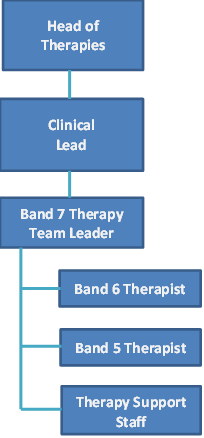 Head of
Therapies
Clinical
Lead
Band 7 Therapy
Team Leader
Band 6 Therapist
Band 5 Therapist
Therapy Support
Staff